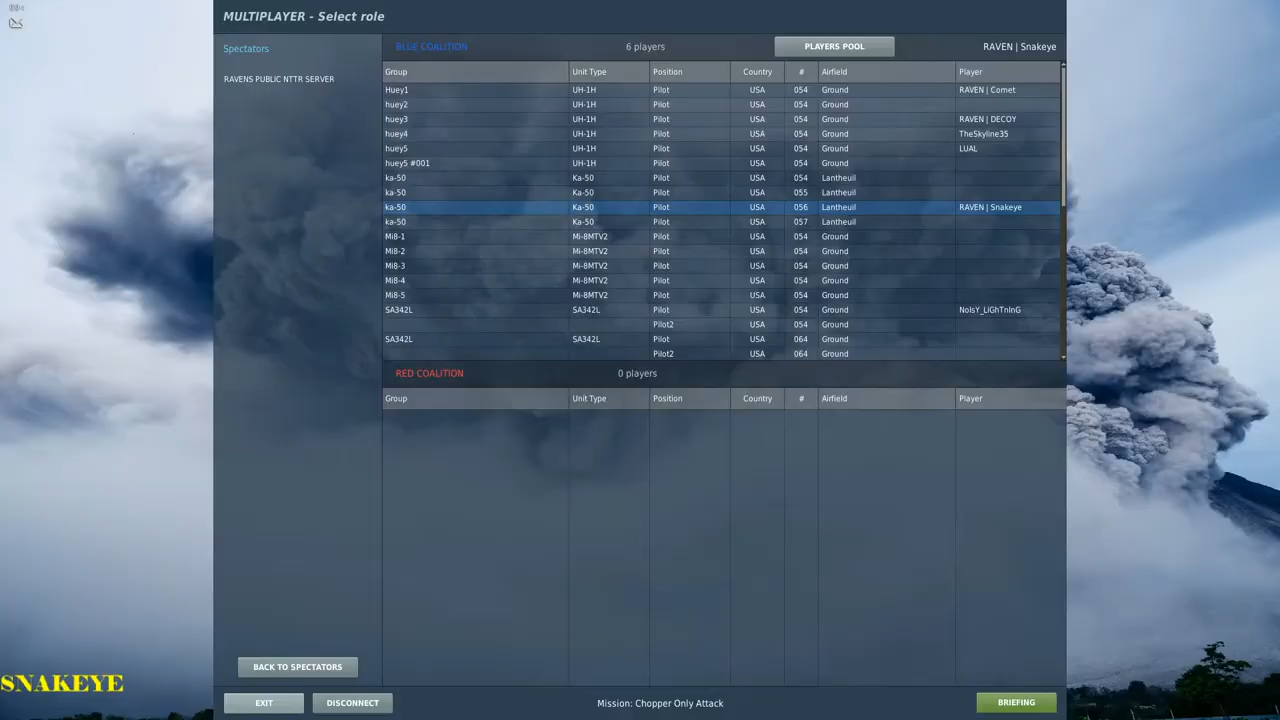 MULTIPLAYER - Select role
Spectators
RAVENS PUBLIC NTTR SERVER
BLUE COALITION 6 players PLAYERS POOL RAVEN | Snakeye
Group Unit Type Position Country # Airfield Player
Huey1 UH-1H Pilot USA 054 Ground RAVEN | Comet
huey2 UH-1H Pilot USA 054 Ground
huey3 UH-1H Pilot USA 054 Ground RAVEN | DECOY
huey4 UH-1H Pilot USA 054 Ground TheSkyline35
huey5 UH-1H Pilot USA 054 Ground LUAL
huey5 #001 UH-1H Pilot USA 054 Ground
ka-50 Ka-50 Pilot USA 054 Lantheuil
ka-50 Ka-50 Pilot USA 055 Lantheuil
ka-50 Ka-50 Pilot USA 056 Lantheuil RAVEN | Snakeye
ka-50 Ka-50 Pilot USA 057 Lantheuil
Mi8-1 Mi-8MTV2 Pilot USA 054 Ground
Mi8-2 Mi-8MTV2 Pilot USA 054 Ground
Mi8-3 Mi-8MTV2 Pilot USA 054 Ground
Mi8-4 Mi-8MTV2 Pilot USA 054 Ground
Mi8-5 Mi-8MTV2 Pilot USA 054 Ground
SA342L SA342L Pilot USA 054 Ground NoIsY_LiGhTnInG
Pilot2 USA 054 Ground
SA342L SA342L Pilot USA 064 Ground
Pilot2 USA 064 Ground
RED COALITION 0 players
Group Unit Type Position Country # Airfield Player
BACK TO SPECTATORS
SNAKEYE
EXIT DISCONNECT Mission: Chopper Only Attack BRIEFING